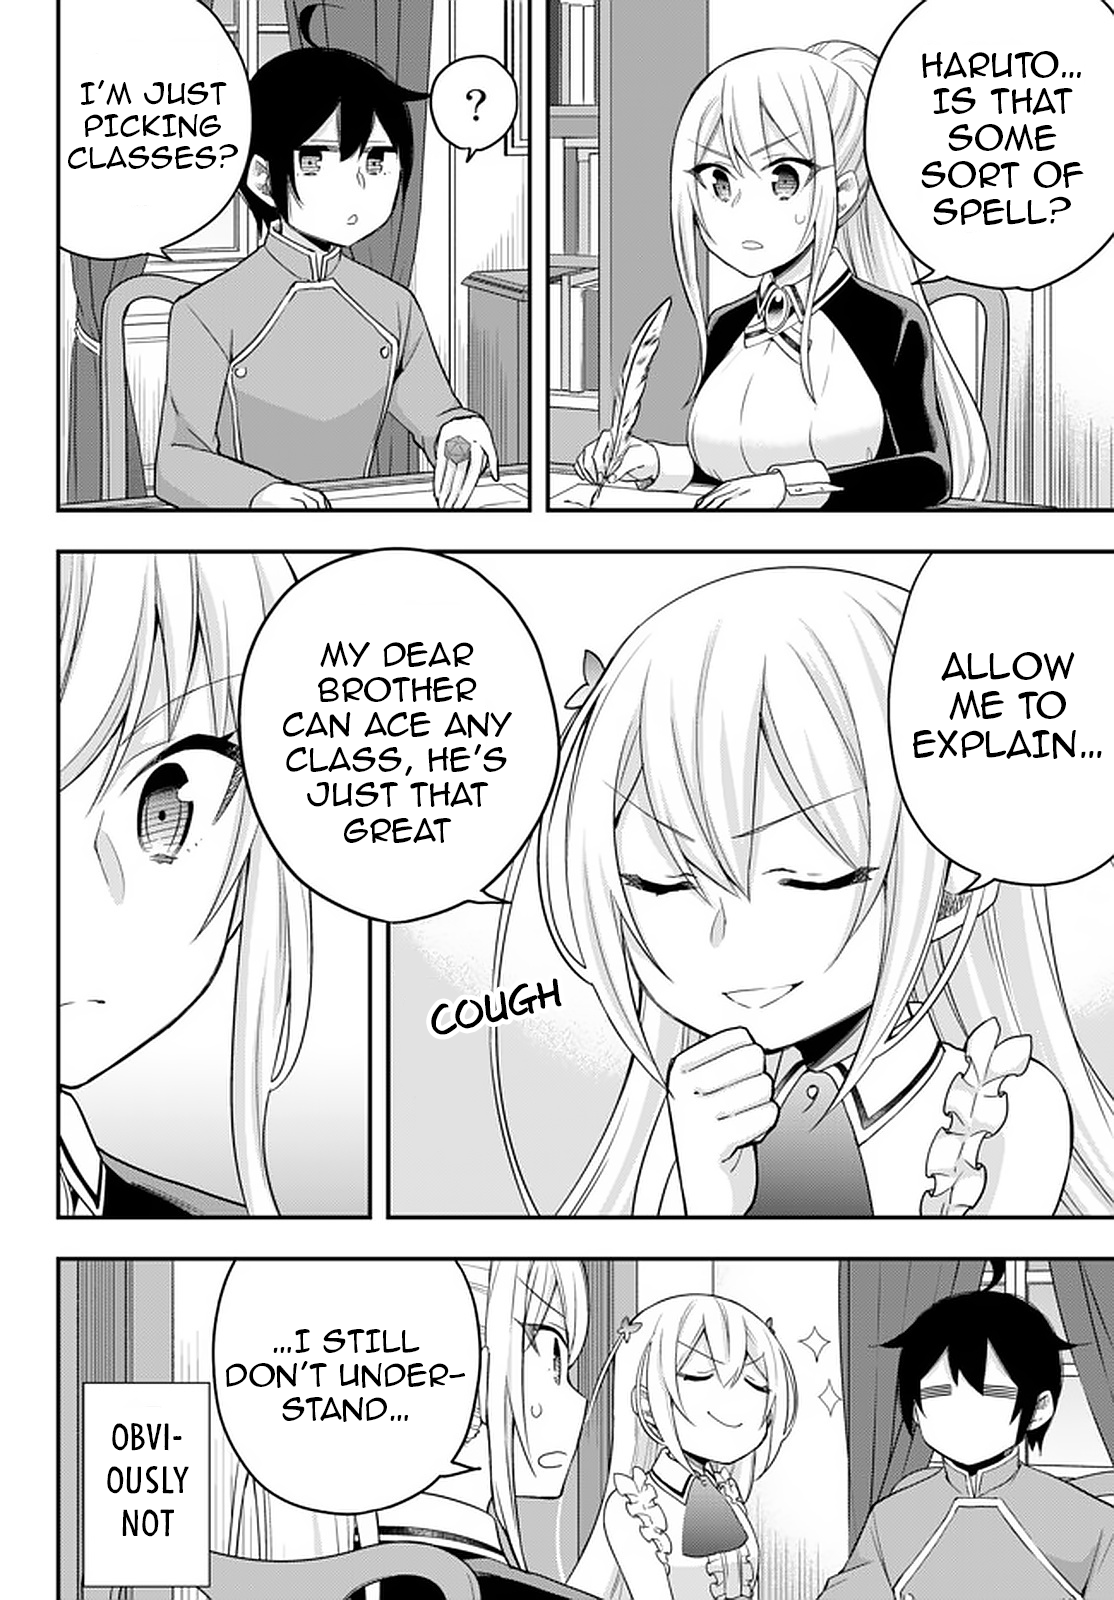 HARUTO...
IS THAT
SOME
SORT OF
SPELL?
?
I'M JUST
PICKING
CLASSES?
ALLOW
ME TO
EXPLAIN...
COUGH
MY DEAR
BROTHER
CAN ACE ANY
CLASS, HE'S
JUST THAT
GREAT
...I STILL
DON'T UNDER-
STAND...
OBVI-
OUSLY
NOT